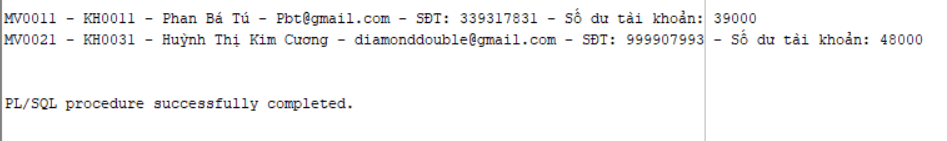 MV0011 - KH0011 - Phan Bá Tú - Pbt@gmail.com - SĐT: 339317831 - Số dư tài khoản: 39000
MV0021 - KH0031 - Huỳnh Thị Kim Cương - diamonddouble@gmail.com - SĐT: 999907993 - Số dư tài khoản: 48000
PL/SQL procedure successfully completed.